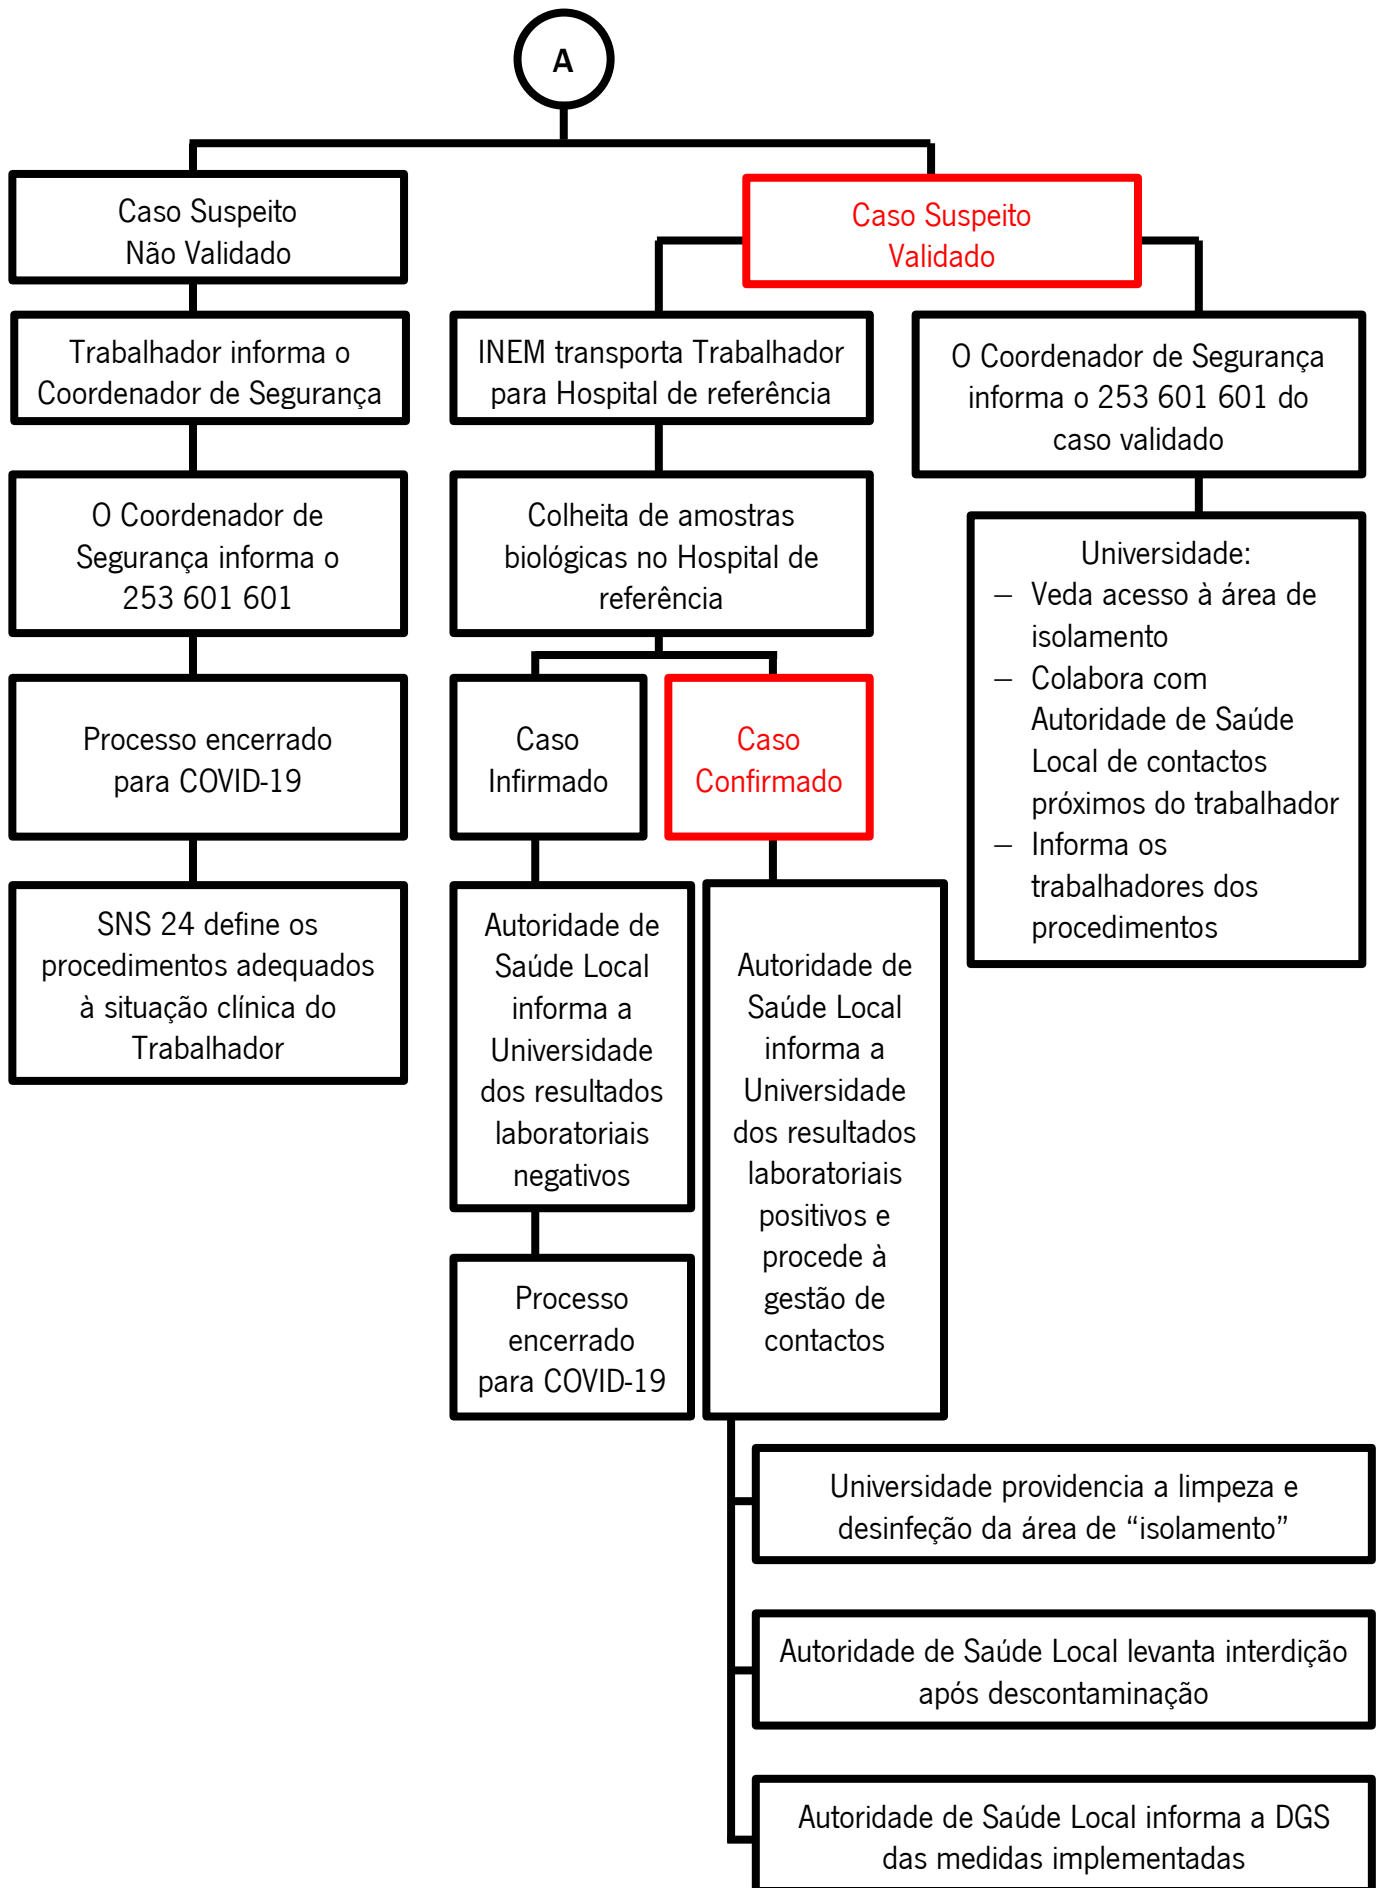 A
Caso Suspeito
Não Validado
Caso Suspeito
Validado
Trabalhador informa o
Coordenador de Segurança
INEM transporta Trabalhador
para Hospital de referência
O Coordenador de Segurança
informa o 253 601 601 do
caso validado
O Coordenador de
Segurança informa o
253 601 601
Colheita de amostras
biológicas no Hospital de
referência
Universidade:
– Veda acesso à área de
isolamento
– Colabora com
Autoridade de Saúde
Local de contactos
próximos do trabalhador
– Informa os
trabalhadores dos
procedimentos
Processo encerrado
para COVID-19
Caso
Infirmado
Caso
Confirmado
SNS 24 define os
procedimentos adequados
à situação clínica do
Trabalhador
Autoridade de
Saúde Local
informa a
Universidade
dos resultados
laboratoriais
negativos
Autoridade de
Saúde Local
informa a
Universidade
dos resultados
laboratoriais
positivos e
procede à
gestão de
contactos
Processo
encerrado
para COVID-19
Universidade providencia a limpeza e
desinfeção da área de “isolamento”
Autoridade de Saúde Local levanta interdição
após descontaminação
Autoridade de Saúde Local informa a DGS
das medidas implementadas